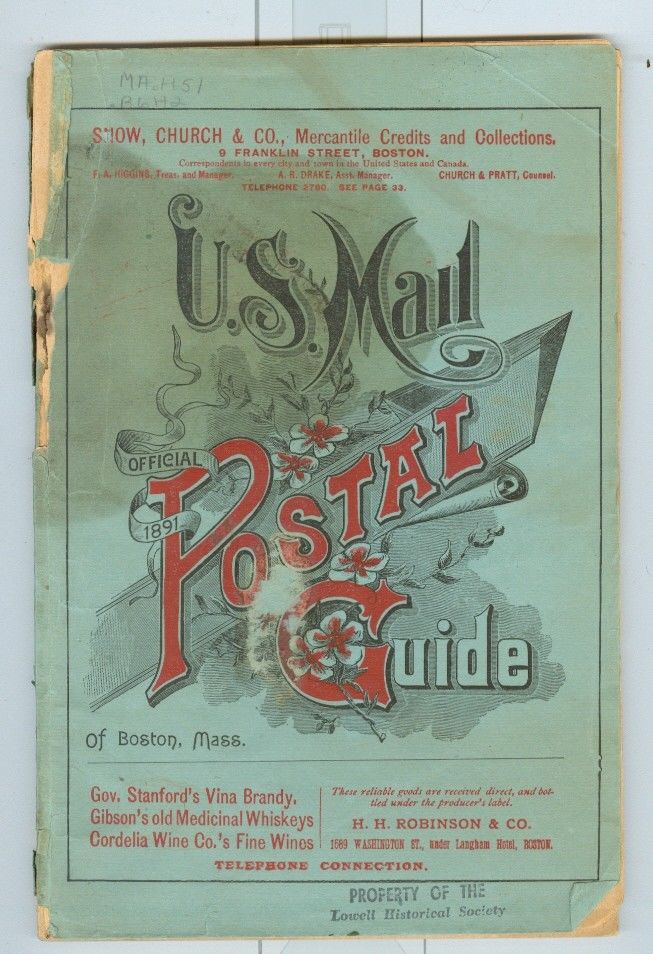 MA.H51
.B6H2
SNOW, CHURCH & CO., Mercantile Credits and Collections.
9 FRANKLIN STREET, BOSTON.
Correspondents in every city and town in the United States and Canada.
F. A. HIGGINS, Treas. and Manager. A. R. DRAKE, Asst. Manager. CHURCH & PRATT, Counsel.
TELEPHONE 2780. SEE PAGE 33.
U.S. Mail
OFFICIAL
1891
POSTAL
Guide
Of Boston, Mass.
Gov. Stanford's Vina Brandy,
Gibson's old Medicinal Whiskeys
Cordelia Wine Co.'s Fine Wines
These reliable goods are received direct, and bot-
tled under the producer's label.
H. H. ROBINSON & CO.
1589 WASHINGTON ST., under Langham Hotel, BOSTON.
TELEPHONE CONNECTION.
PROPERTY OF THE
Lowell Historical Society